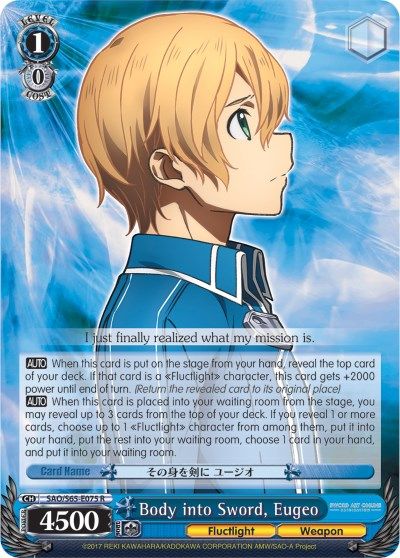 LEVEL
1
0
COST
I just finally realized what my mission is.
AUTO When this card is put on the stage from your hand, reveal the top card
of your deck. If that card is a «Fluctlight» character, this card gets +2000
power until end of turn. (Return the revealed card to its original place)
AUTO When this card is placed into your waiting room from the stage, you
may reveal up to 3 cards from the top of your deck. If you reveal 1 or more
cards, choose up to 1 «Fluctlight» character from among them, put it into
your hand, put the rest into your waiting room, choose 1 card in your hand,
and put it into your waiting room.
Card Name その身を剣に ユージオ
CH SAO/S65-E075 R
POWER 4500 SOUL
Body into Sword, Eugeo
SWORD ART ONLINE
Fluctlight Weapon
©2017 REKI KAWAHARA/KADOKAWA CORPORATION AMW/SAO-A Project